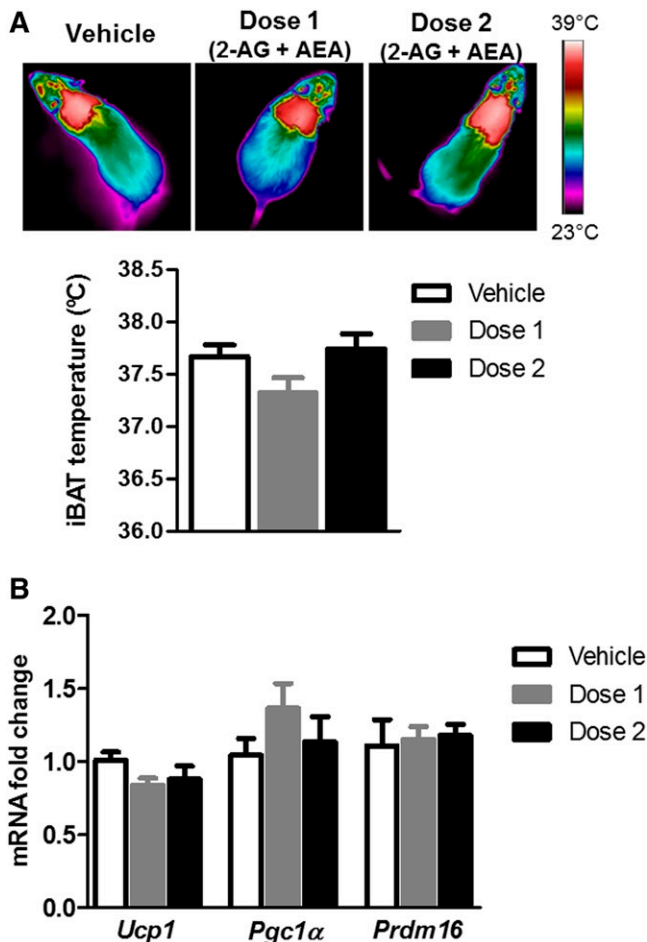 A
Vehicle
Dose 1
(2-AG + AEA)
Dose 2
(2-AG + AEA)
39°C
23°C
38.5
38.0
37.5
37.0
36.5
36.0
iBAT temperature (ºC)
Vehicle
Dose 1
Dose 2
B
2.0
1.5
1.0
0.5
0.0
mRNA fold change
Vehicle
Dose 1
Dose 2
Ucp1
Pgc1α
Prdm16